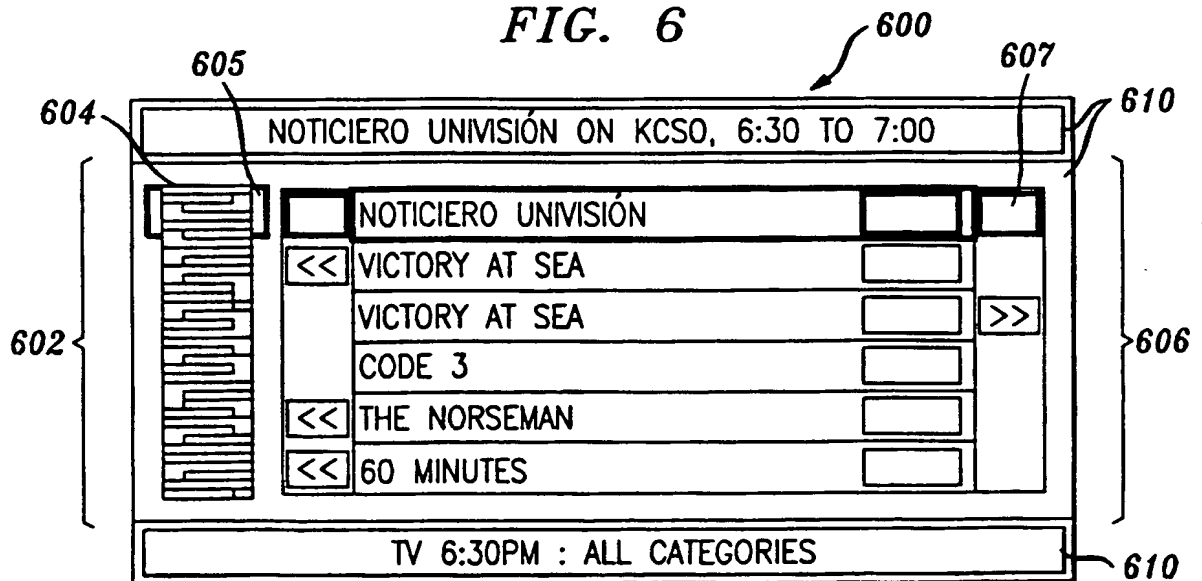 FIG. 6
600
605
607
604
610
NOTICIERO UNIVISIÓN ON KCSO, 6:30 TO 7:00
NOTICIERO UNIVISIÓN
<< VICTORY AT SEA
VICTORY AT SEA >>
602
606
CODE 3
<< THE NORSEMAN
<< 60 MINUTES
TV 6:30PM : ALL CATEGORIES
610